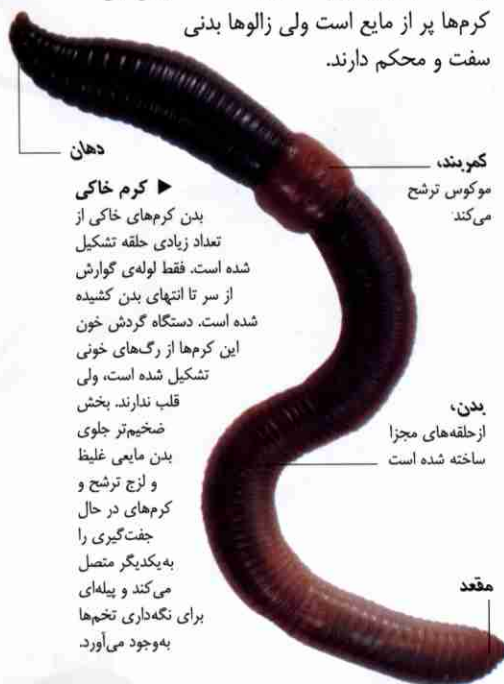 کرم‌ها پر از مایع است ولی زالوها بدنی
سفت و محکم دارند.
دهان
کمربند،
موکوس ترشح
می‌کند
◀ کرم خاکی
بدن کرم‌های خاکی از
تعداد زیادی حلقه تشکیل
شده است. فقط لوله‌ی گوارش
از سر تا انتهای بدن کشیده
شده است. دستگاه گردش خون
این کرم‌ها از رگ‌های خونی
تشکیل شده است، ولی
قلب ندارند. بخش
ضخیم‌تر جلوی
بدن مایعی غلیظ
و لزج ترشح و
کرم‌های در حال
جفت‌گیری را
به‌یکدیگر متصل
می‌کند و پیله‌ای
برای نگه‌داری تخم‌ها
به‌وجود می‌آورد.
بدن،
ازحلقه‌های مجزا
ساخته شده است
مقعد